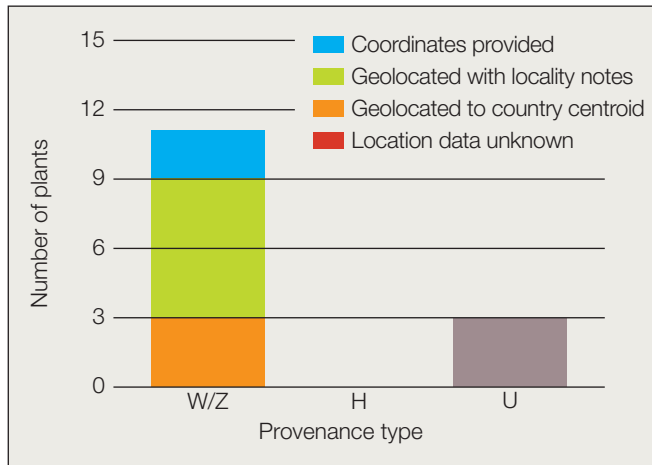 15
12
9
6
3
0
Number of plants
Coordinates provided
Geolocated with locality notes
Geolocated to country centroid
Location data unknown
W/Z H U
Provenance type